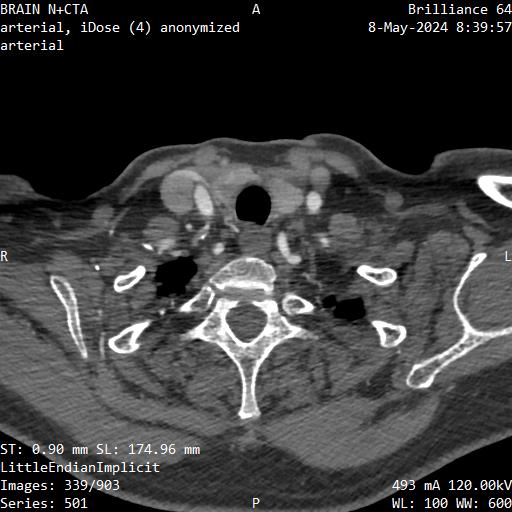 BRAIN N+CTA
A
Brilliance 64
arterial, iDose (4) anonymized
8-May-2024 8:39:57
arterial
R
L
ST: 0.90 mm SL: 174.96 mm
LittleEndianImplicit
Images: 339/903
493 mA 120.00kV
Series: 501
P
WL: 100 WW: 600